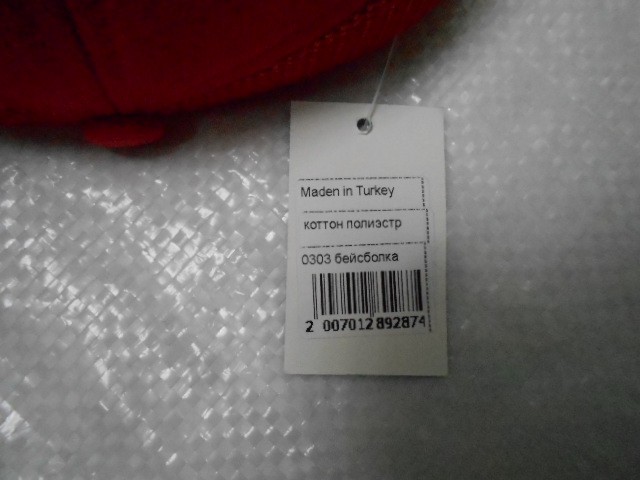 Maden in Turkey
коттон полиэстр
0303 бейсболка
2 007012 892874